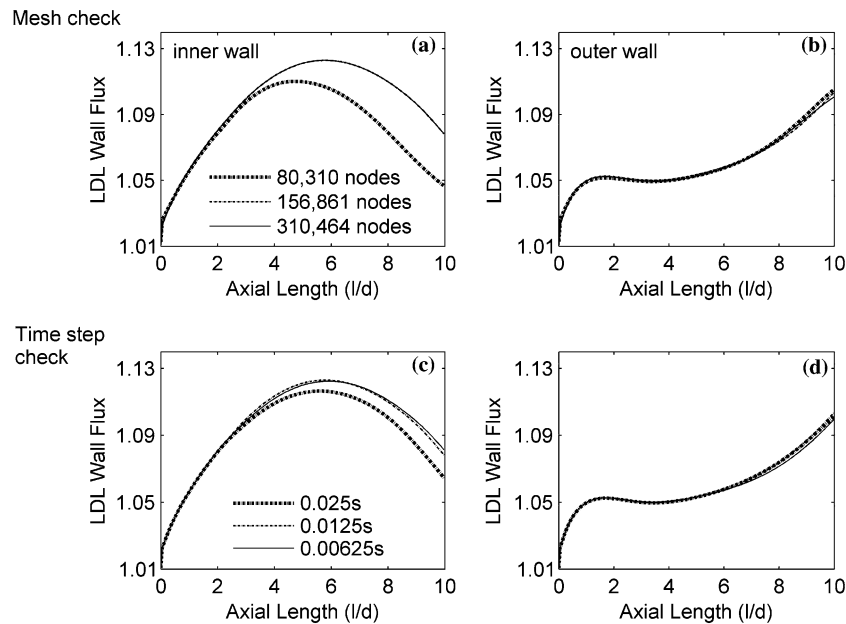 Mesh check
inner wall
(a)
LDL Wall Flux
1.13
1.09
1.05
1.01
80,310 nodes
156,861 nodes
310,464 nodes
0 2 4 6 8 10
Axial Length (l/d)
outer wall
(b)
LDL Wall Flux
1.13
1.09
1.05
1.01
0 2 4 6 8 10
Axial Length (l/d)
Time step
check
(c)
LDL Wall Flux
1.13
1.09
1.05
1.01
0.025s
0.0125s
0.00625s
0 2 4 6 8 10
Axial Length (l/d)
(d)
LDL Wall Flux
1.13
1.09
1.05
1.01
0 2 4 6 8 10
Axial Length (l/d)